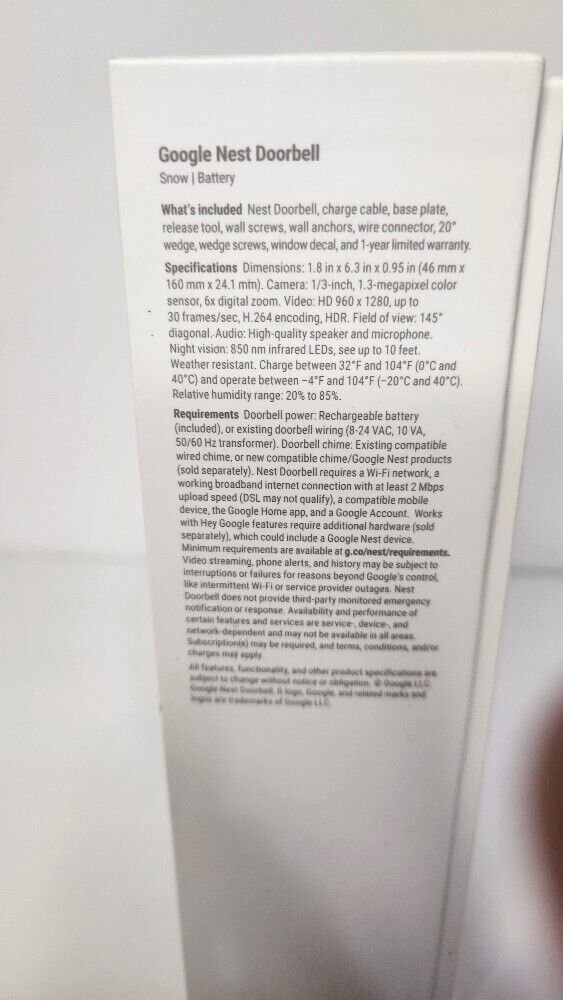 Google Nest Doorbell
Snow | Battery
What's included Nest Doorbell, charge cable, base plate,
release tool, wall screws, wall anchors, wire connector, 20°
wedge, wedge screws, window decal, and 1-year limited warranty.
Specifications Dimensions: 1.8 in x 6.3 in x 0.95 in (46 mm x
160 mm x 24.1 mm). Camera: 1/3-inch, 1.3-megapixel color
sensor, 6x digital zoom. Video: HD 960 x 1280, up to
30 frames/sec, H.264 encoding, HDR. Field of view: 145°
diagonal. Audio: High-quality speaker and microphone.
Night vision: 850 nm infrared LEDs, see up to 10 feet.
Weather resistant. Charge between 32°F and 104°F (0°C and
40°C) and operate between –4°F and 104°F (–20°C and 40°C).
Relative humidity range: 20% to 85%.
Requirements Doorbell power: Rechargeable battery
(included), or existing doorbell wiring (8-24 VAC, 10 VA,
50/60 Hz transformer). Doorbell chime: Existing compatible
wired chime, or new compatible chime/Google Nest products
(sold separately). Nest Doorbell requires a Wi-Fi network, a
working broadband internet connection with at least 2 Mbps
upload speed (DSL may not qualify), a compatible mobile
device, the Google Home app, and a Google Account. Works
with Hey Google features require additional hardware (sold
separately), which could include a Google Nest device.
Minimum requirements are available at g.co/nest/requirements.
Video streaming, phone alerts, and history may be subject to
interruptions or failures for reasons beyond Google's control,
like intermittent Wi-Fi or service provider outages. Nest
Doorbell does not provide third-party monitored emergency
notification or response. Availability and performance of
certain features and services are service-, device-, and
network-dependent and may not be available in all areas.
Subscription(s) may be required, and terms, conditions, and/or
charges may apply.
All features, functionality, and other product specifications are
subject to change without notice or obligation. © Google LLC.
Google Nest Doorbell, G logo, Google, and related marks and
logos are trademarks of Google LLC.